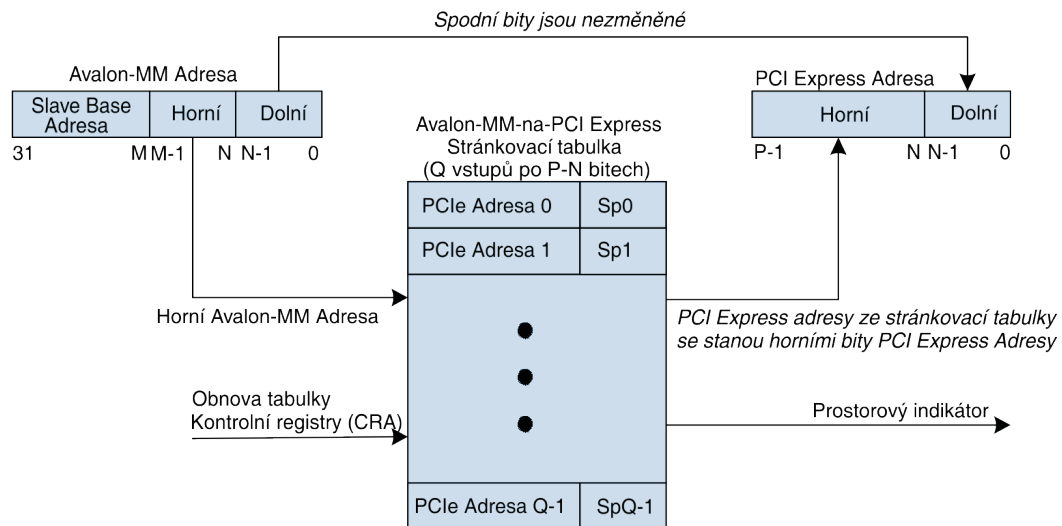 Spodní bity jsou nezměněné
Avalon-MM Adresa
Slave Base
Adresa
Horní
Dolní
31
M
M-1
N
N-1
0
PCI Express Adresa
Horní
Dolní
P-1
N
N-1
0
Avalon-MM-na-PCI Express
Stránkovací tabulka
(Q vstupů po P-N bitech)
PCIe Adresa 0
Sp0
PCIe Adresa 1
Sp1
Horní Avalon-MM Adresa
PCI Express adresy ze stránkovací tabulky
se stanou horními bity PCI Express Adresy
Obnova tabulky
Kontrolní registry (CRA)
Prostorový indikátor
PCIe Adresa Q-1
SpQ-1